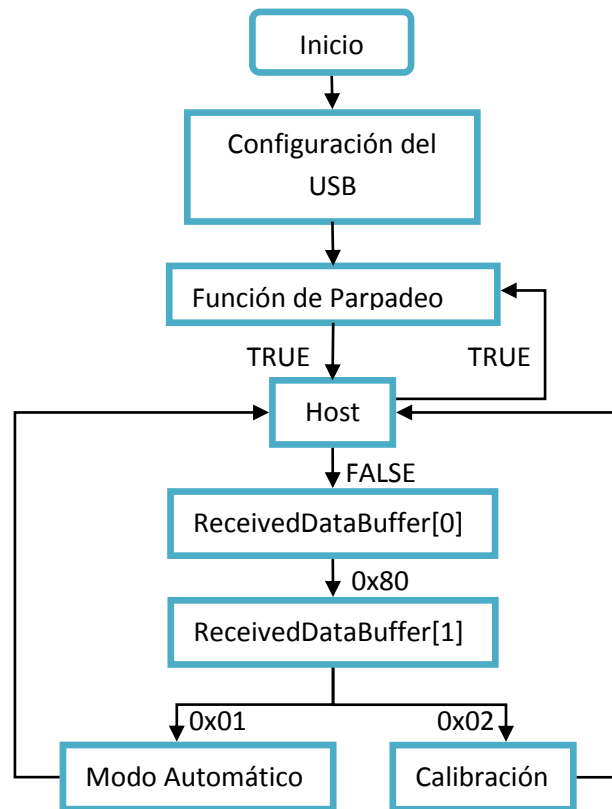 Inicio
Configuración del
USB
Función de Parpadeo
TRUE
TRUE
Host
FALSE
ReceivedDataBuffer[0]
0x80
ReceivedDataBuffer[1]
0x01
0x02
Modo Automático
Calibración